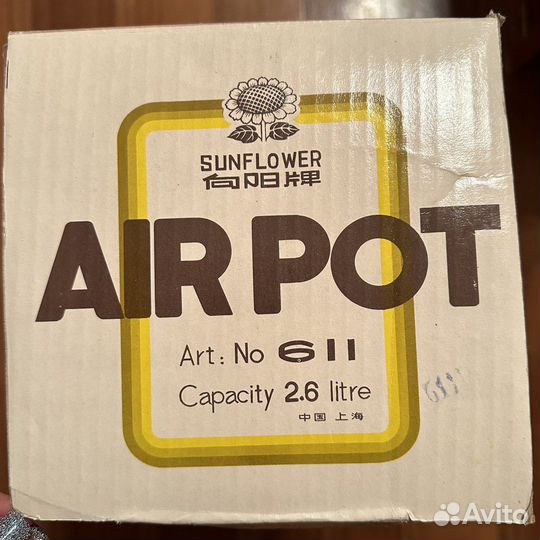 SUNFLOWER
向阳牌
AIR POT
Art: No 611
Capacity 2.6 litre
中国 上海
Avito